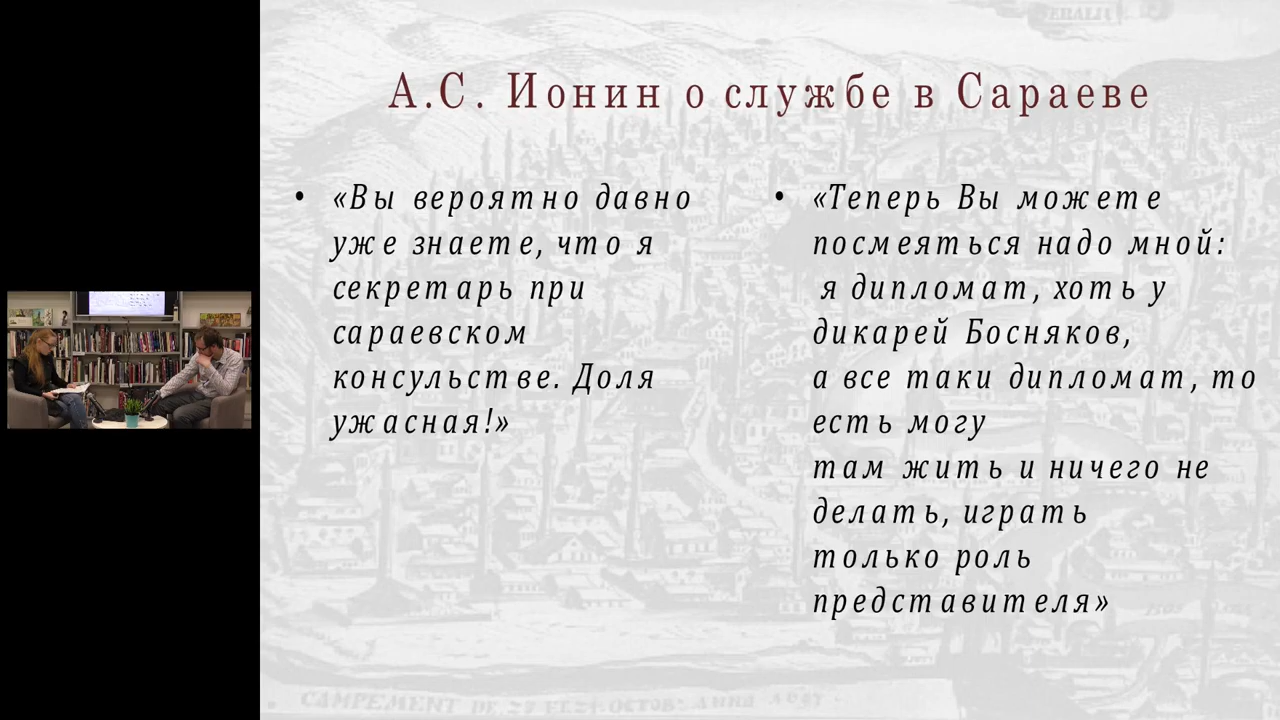 А.С. Ионин о службе в Сараеве
• «Вы вероятно давно
уже знаете, что я
секретарь при
сараевском
консульстве. Доля
ужасная!»
• «Теперь Вы можете
посмеяться надо мной:
я дипломат, хоть у
дикарей Босняков,
а все таки дипломат, то
есть могу
там жить и ничего не
делать, играть
только роль
представителя»
CAMPEMENT DE